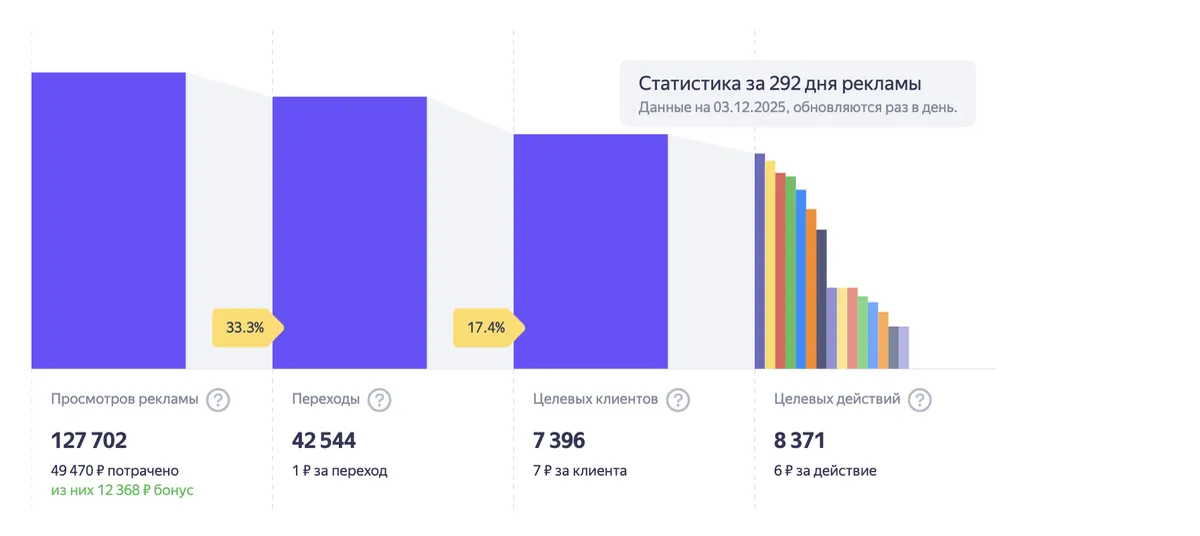 Статистика за 292 дня рекламы
Данные на 03.12.2025, обновляются раз в день.
33.3%
17.4%
Просмотров рекламы ?
127 702
49 470 ₽ потрачено
из них 12 368 ₽ бонус
Переходы ?
42 544
1 ₽ за переход
Целевых клиентов ?
7 396
7 ₽ за клиента
Целевых действий ?
8 371
6 ₽ за действие